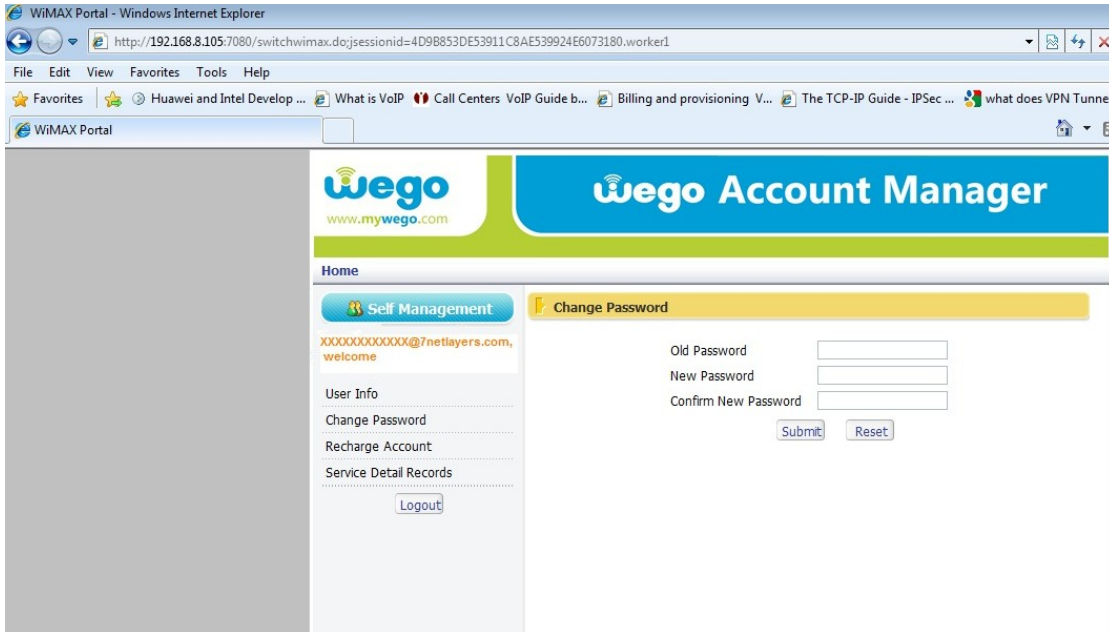 WiMAX Portal - Windows Internet Explorer
http://192.168.8.105:7080/switchwimax.do;jsessionid=4D9B853DE53911C8AE539924E6073180.worker1
File Edit View Favorites Tools Help
Favorites Huawei and Intel Develop ... What is VoIP Call Centers VoIP Guide b... Billing and provisioning V... The TCP-IP Guide - IPSec ... what does VPN Tunne
WiMAX Portal
wego
www.mywego.com
wego Account Manager
Home
Self Management
XXXXXXXXXXXX@7netlayers.com,
welcome
User Info
Change Password
Recharge Account
Service Detail Records
Logout
Change Password
Old Password
New Password
Confirm New Password
Submit Reset